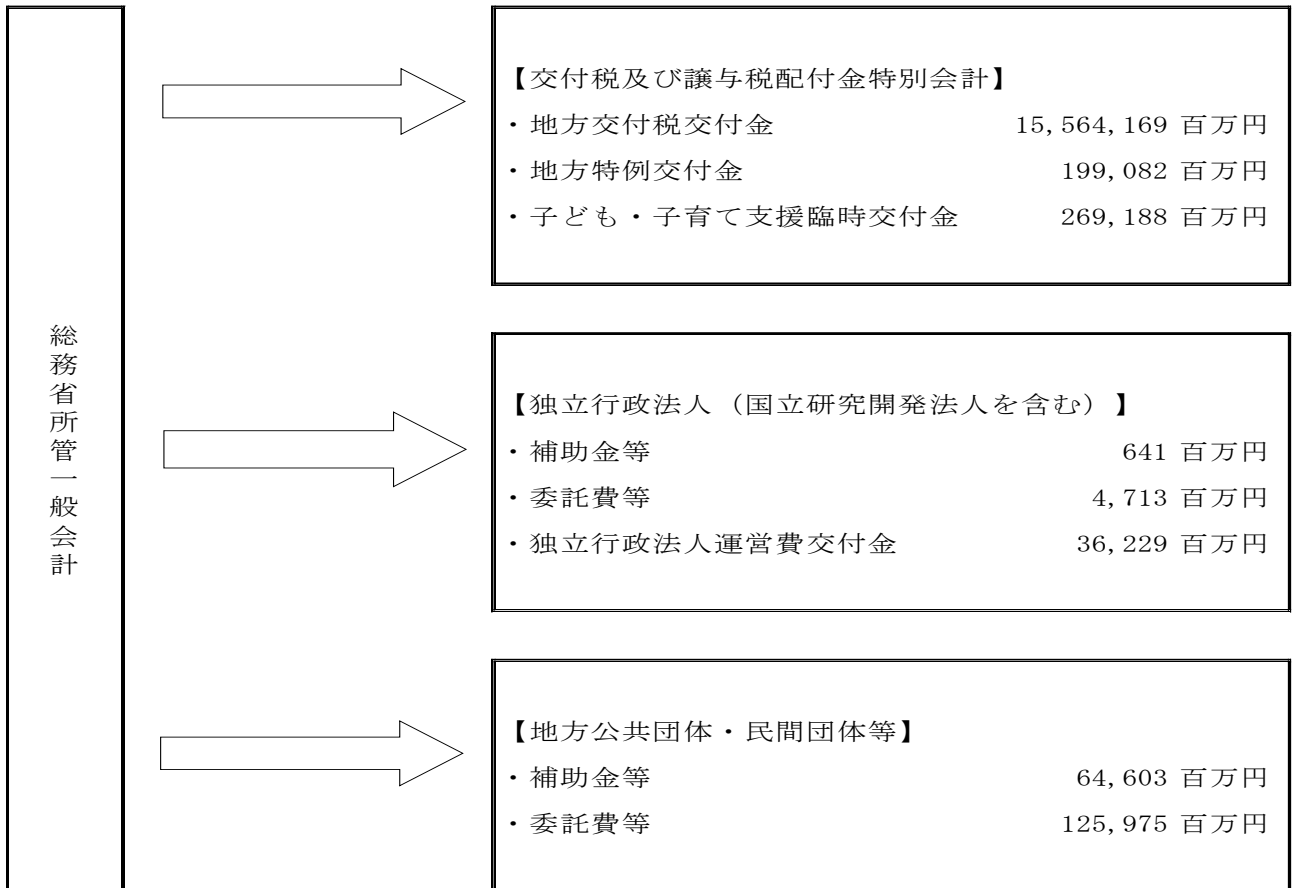 総務省所管一般会計
【交付税及び譲与税配付金特別会計】
・地方交付税交付金 15,564,169 百万円
・地方特例交付金 199,082 百万円
・子ども・子育て支援臨時交付金 269,188 百万円
【独立行政法人（国立研究開発法人を含む）】
・補助金等 641 百万円
・委託費等 4,713 百万円
・独立行政法人運営費交付金 36,229 百万円
【地方公共団体・民間団体等】
・補助金等 64,603 百万円
・委託費等 125,975 百万円